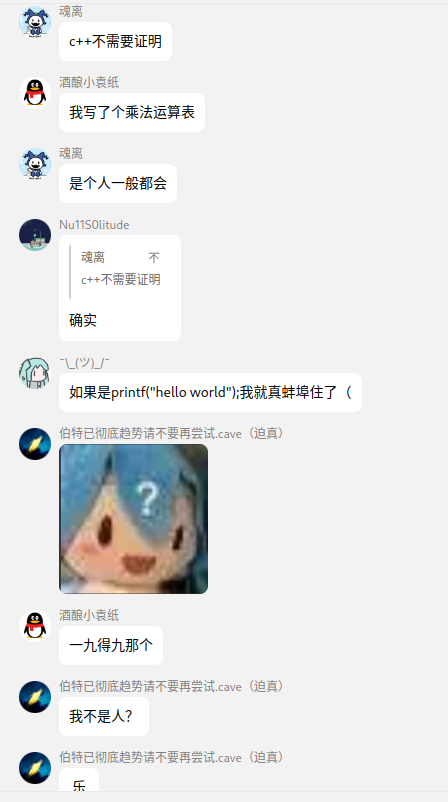 魂离
c++不需要证明
酒酿小袁纸
我写了个乘法运算表
魂离
是个人一般都会
Nu11S0litude
魂离 不
c++不需要证明
确实
¯\_(ツ)_/¯
如果是printf("hello world");我就真蚌埠住了（
伯特已彻底趋势请不要再尝试.cave（迫真）
?
酒酿小袁纸
一九得九那个
伯特已彻底趋势请不要再尝试.cave（迫真）
我不是人?
伯特已彻底趋势请不要再尝试.cave（迫真）
乐